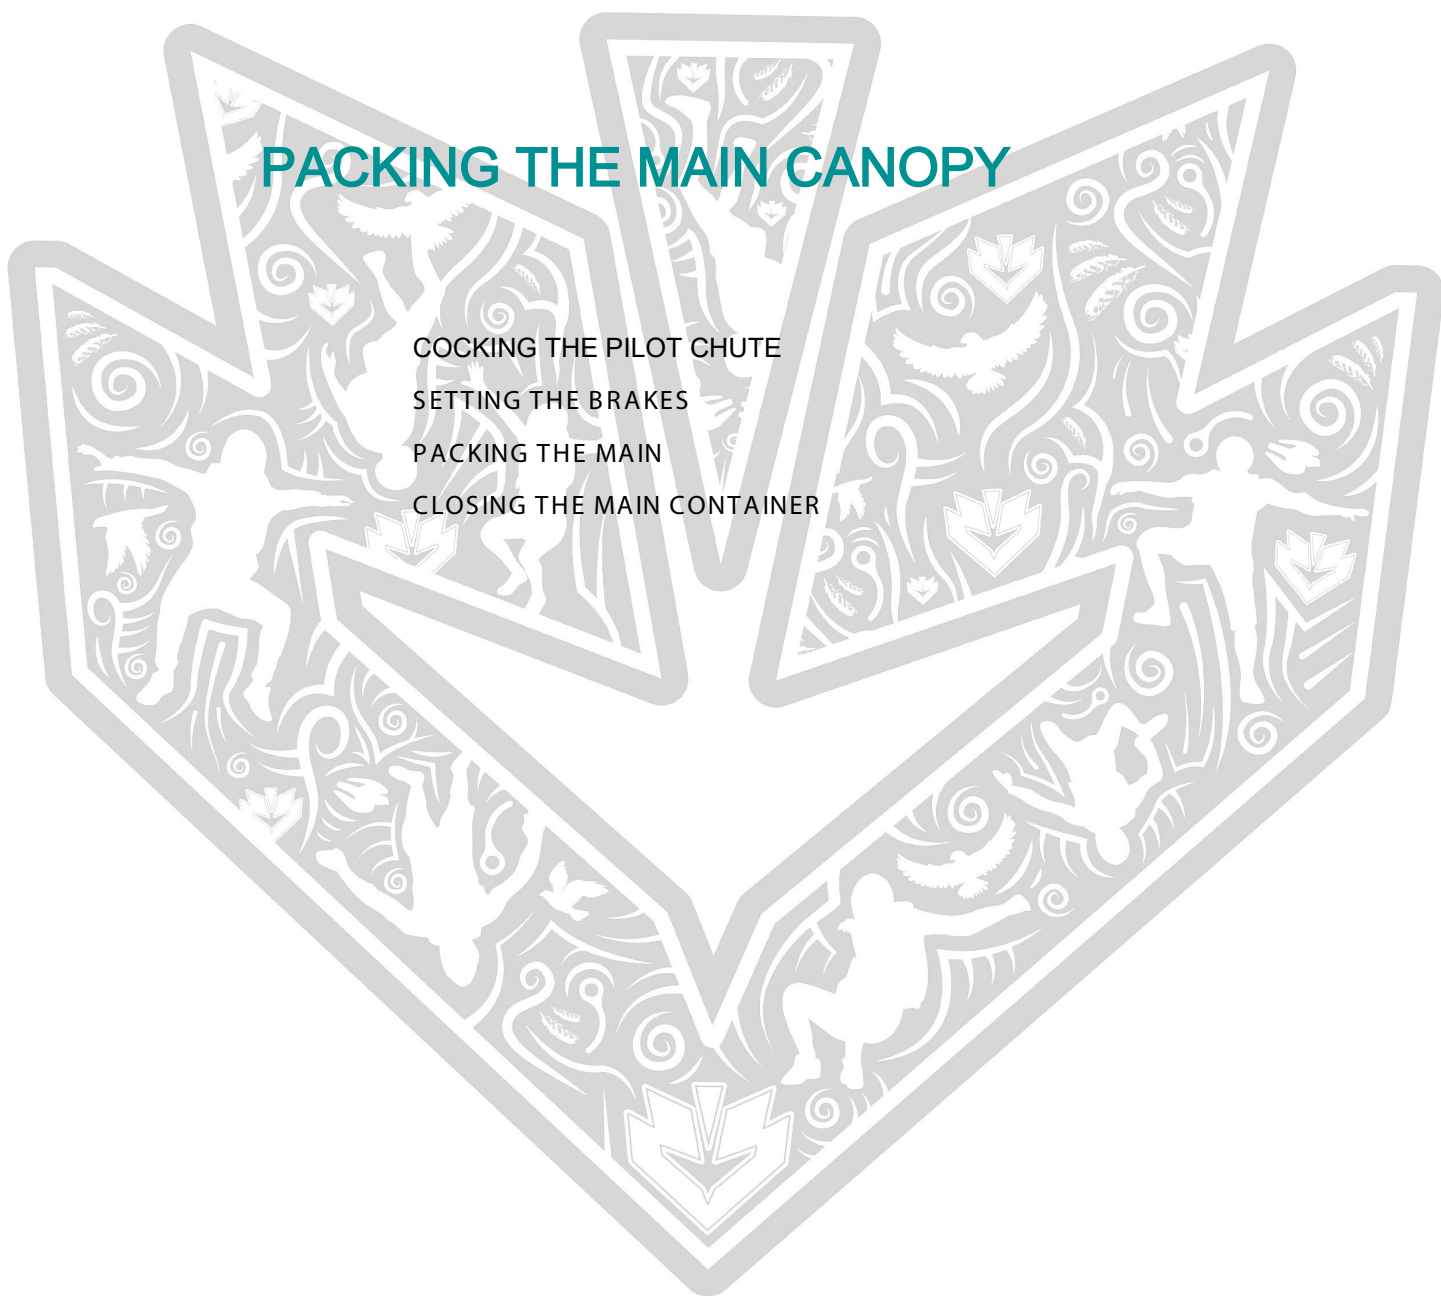 PACKING THE MAIN CANOPY
COCKING THE PILOT CHUTE
SETTING THE BRAKES
PACKING THE MAIN
CLOSING THE MAIN CONTAINER